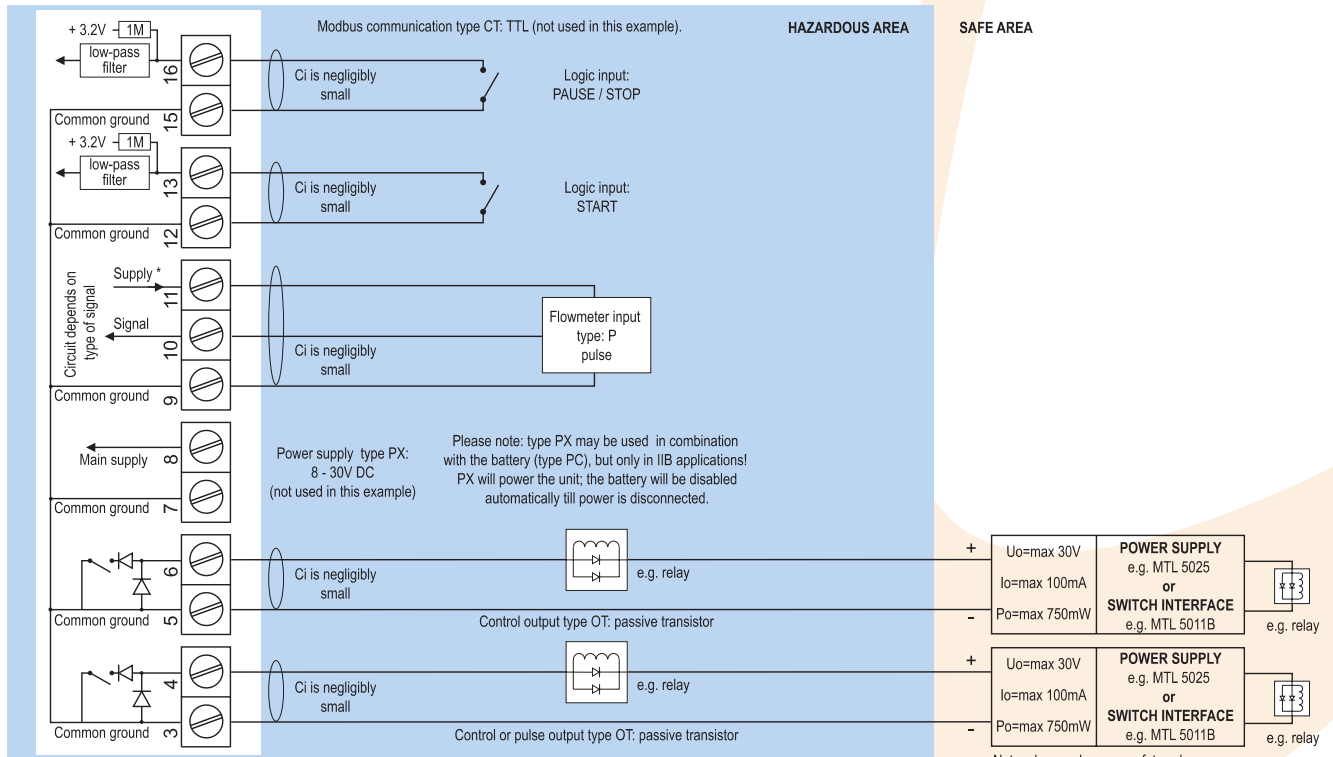 Modbus communication type CT: TTL (not used in this example).
HAZARDOUS AREA
SAFE AREA
+ 3.2V
1M
low-pass
filter
16
Ci is negligibly
small
Logic input:
PAUSE / STOP
Common ground
15
+ 3.2V
1M
low-pass
filter
13
Ci is negligibly
small
Logic input:
START
Common ground
12
Circuit depends on
type of signal
Supply *
11
Signal
10
Flowmeter input
type: P
pulse
Ci is negligibly
small
Common ground
9
Main supply
8
Power supply type PX:
8 - 30V DC
(not used in this example)
Please note: type PX may be used in combination
with the battery (type PC), but only in IIB applications!
PX will power the unit; the battery will be disabled
automatically till power is disconnected.
Common ground
7
6
Ci is negligibly
small
e.g. relay
+
-
Uo=max 30V
Io=max 100mA
Po=max 750mW
POWER SUPPLY
e.g. MTL 5025
or
SWITCH INTERFACE
e.g. MTL 5011B
e.g. relay
Common ground
5
Control output type OT: passive transistor
4
Ci is negligibly
small
e.g. relay
+
-
Uo=max 30V
Io=max 100mA
Po=max 750mW
POWER SUPPLY
e.g. MTL 5025
or
SWITCH INTERFACE
e.g. MTL 5011B
e.g. relay
Common ground
3
Control or pulse output type OT: passive transistor